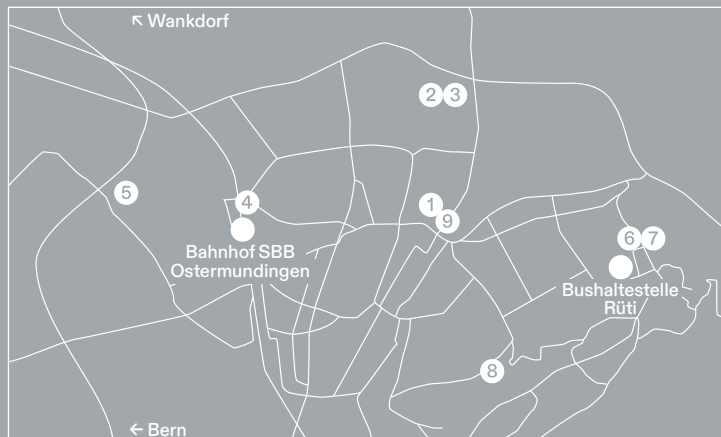 ↖ Wankdorf
2 3
5
4
1
9
6 7
Bahnhof SBB
Ostermundingen
Bushaltestelle
Rüti
8
← Bern